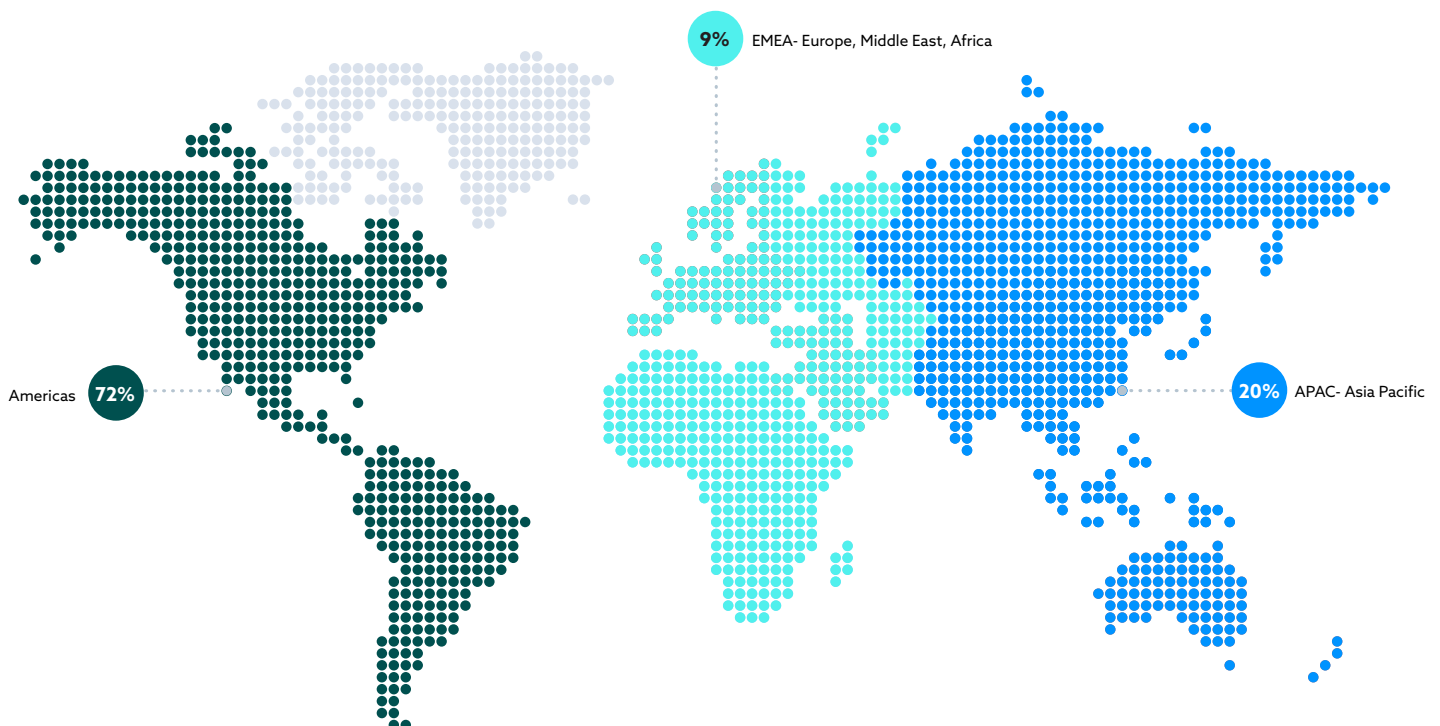 9% EMEA- Europe, Middle East, Africa
Americas 72%
20% APAC- Asia Pacific